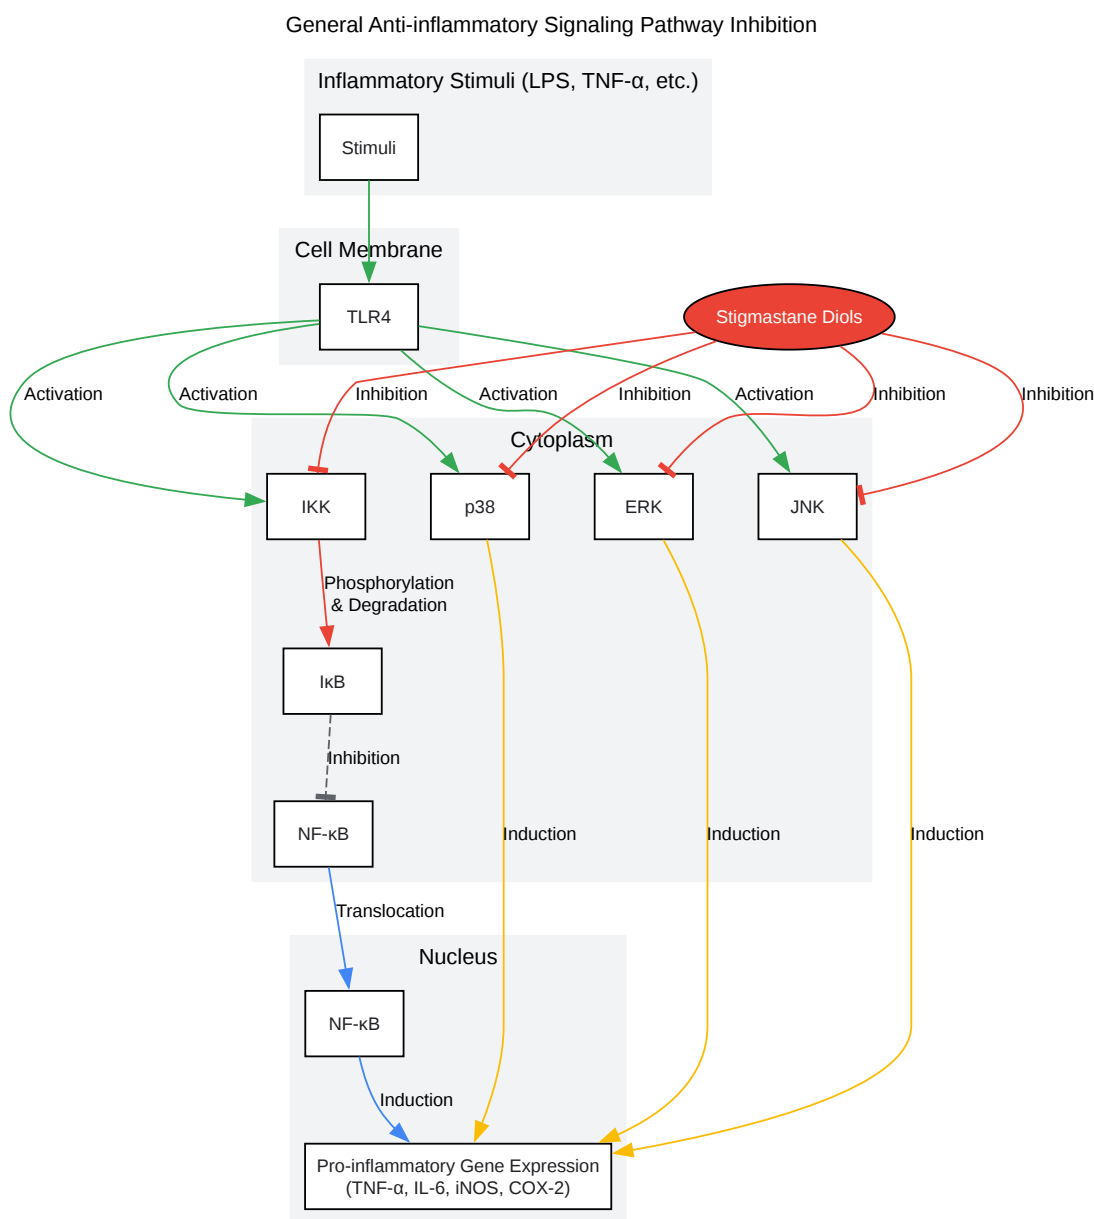 General Anti-inflammatory Signaling Pathway Inhibition
Inflammatory Stimuli (LPS, TNF-α, etc.)
Stimuli
Cell Membrane
TLR4
Stigmastane Diols
Activation
Activation
Inhibition
Activation
Inhibition
Activation
Inhibition
Inhibition
Cytoplasm
IKK
p38
ERK
JNK
Phosphorylation
& Degradation
IκB
Inhibition
NF-κB
Induction
Induction
Induction
Translocation
Nucleus
NF-κB
Induction
Pro-inflammatory Gene Expression
(TNF-α, IL-6, iNOS, COX-2)